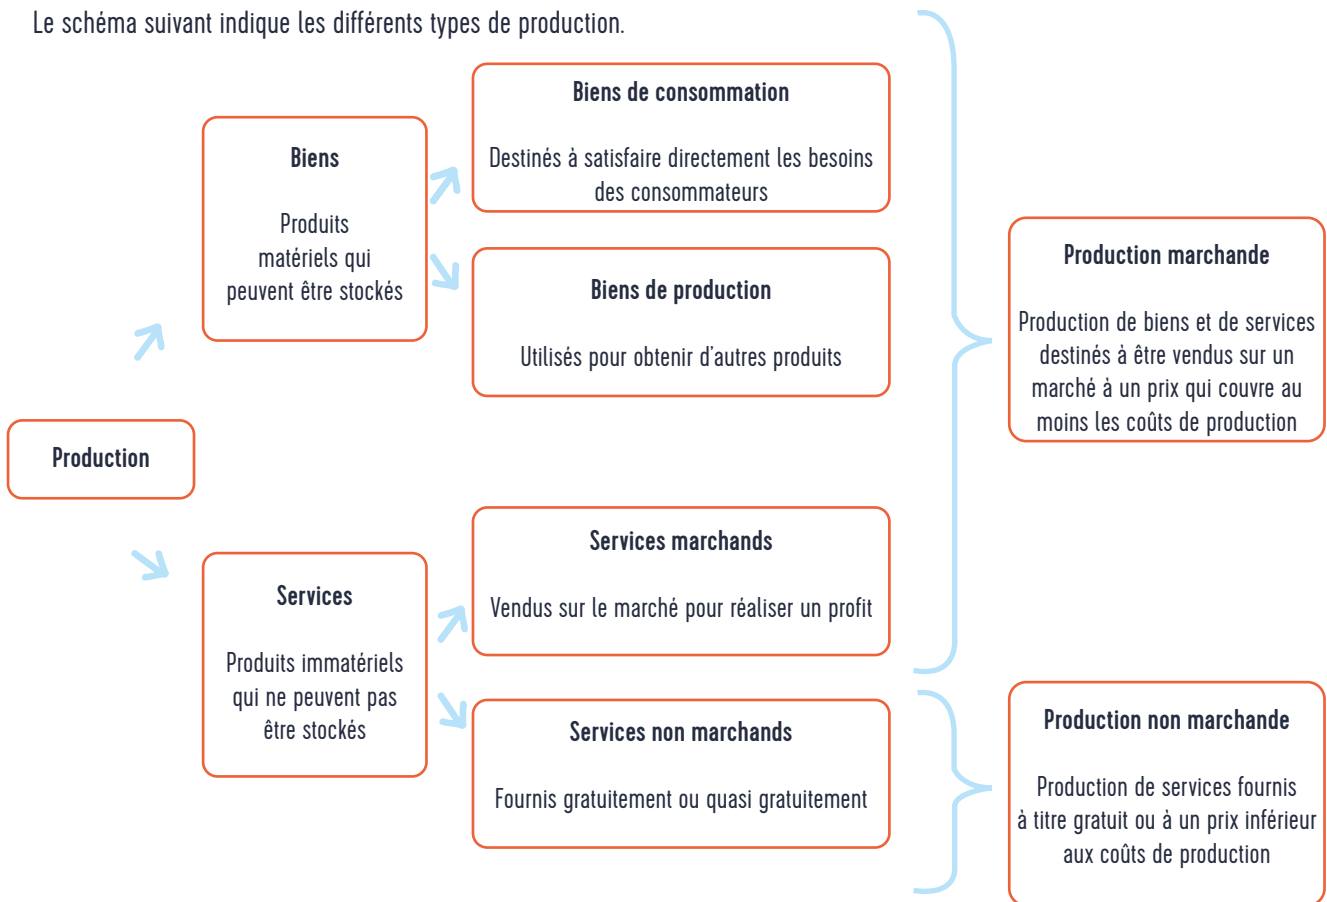 Le schéma suivant indique les différents types de production.
Biens de consommation
Destinés à satisfaire directement les besoins
des consommateurs
Biens
Produits
matériels qui
peuvent être stockés
Biens de production
Utilisés pour obtenir d'autres produits
Production marchande
Production de biens et de services
destinés à être vendus sur un
marché à un prix qui couvre au
moins les coûts de production
Production
Services marchands
Vendus sur le marché pour réaliser un profit
Services
Produits immatériels
qui ne peuvent pas
être stockés
Services non marchands
Fournis gratuitement ou quasi gratuitement
Production non marchande
Production de services fournis
à titre gratuit ou à un prix inférieur
aux coûts de production